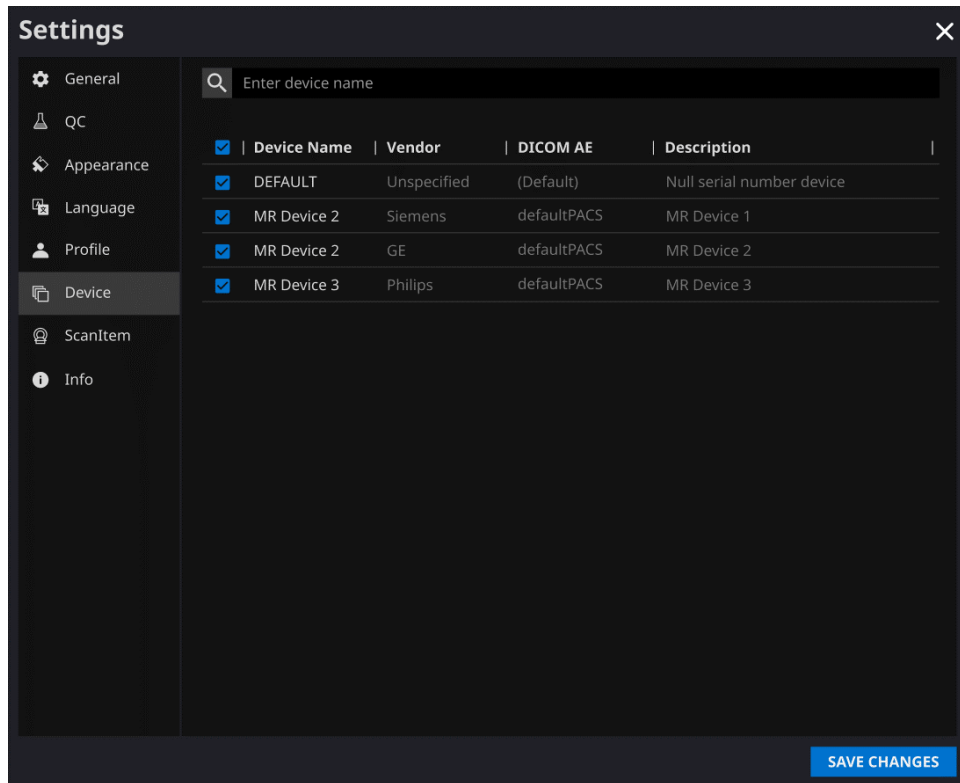 Settings
General
QC
Appearance
Language
Profile
Device
ScanItem
Info
Enter device name
Device Name | Vendor | DICOM AE | Description
DEFAULT Unspecified (Default) Null serial number device
MR Device 2 Siemens defaultPACS MR Device 1
MR Device 2 GE defaultPACS MR Device 2
MR Device 3 Philips defaultPACS MR Device 3
SAVE CHANGES